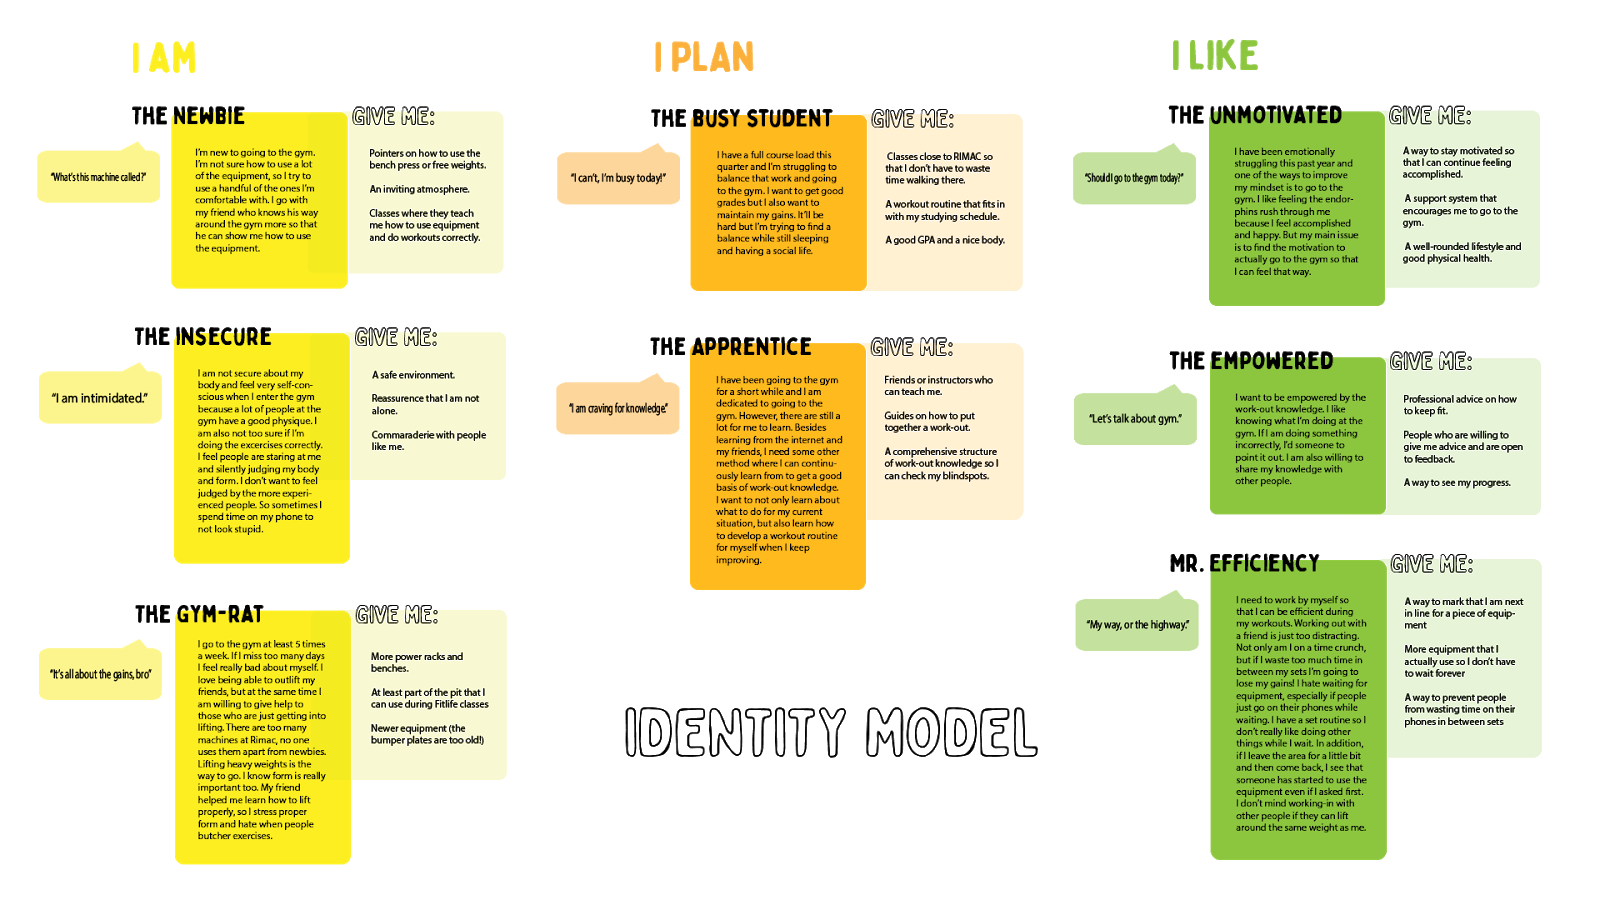 I AM
THE NEWBIE
GIVE ME:
"What's this machine called?"
I'm new to going to the gym.
I'm not sure how to use a lot
of the equipment, so I try to
use a handful of the ones I'm
comfortable with. I go with
my friend who knows his way
around the gym more so that
he can show me how to use
the equipment.
Pointers on how to use the
bench press or free weights.
An inviting atmosphere.
Classes where they teach
me how to use equipment
and do workouts correctly.
THE INSECURE
GIVE ME:
"I am intimidated."
I am not secure about my
body and feel very self-con-
scious when I enter the gym
because a lot of people at the
gym have a good physique. I
am also not too sure if I'm
doing the excercises correctly.
I feel people are staring at me
and silently judging my body
and form. I don't want to feel
judged by the more experi-
enced people. So sometimes I
spend time on my phone to
not look stupid.
A safe environment.
Reassurence that I am not
alone.
Commaraderie with people
like me.
THE GYM-RAT
GIVE ME:
"It's all about the gains, bro"
I go to the gym at least 5 times
a week. If I miss too many days
I feel really bad about myself. I
love being able to outlift my
friends, but at the same time I
am willing to give help to
those who are just getting into
lifting. There are too many
machines at Rimac, no one
uses them apart from newbies.
Lifting heavy weights is the
way to go. I know form is really
important too. My friend
helped me learn how to lift
properly, so I stress proper
form and hate when people
butcher exercises.
More power racks and
benches.
At least part of the pit that I
can use during Fitlife classes
Newer equipment (the
bumper plates are too old!)
I PLAN
THE BUSY STUDENT
GIVE ME:
"I can't, I'm busy today!"
I have a full course load this
quarter and I'm struggling to
balance that work and going
to the gym. I want to get good
grades but I also want to
maintain my gains. It'll be
hard but I'm trying to find a
balance while still sleeping
and having a social life.
Classes close to RIMAC so
that I don't have to waste
time walking there.
A workout routine that fits in
with my studying schedule.
A good GPA and a nice body.
THE APPRENTICE
GIVE ME:
"I am craving for knowledge."
I have been going to the gym
for a short while and I am
dedicated to going to the
gym. However, there are still a
lot for me to learn. Besides
learning from the internet and
my friends, I need some other
method where I can continu-
ously learn from to get a good
basis of work-out knowledge.
I want to not only learn about
what to do for my current
situation, but also learn how
to develop a workout routine
for myself when I keep
improving.
Friends or instructors who
can teach me.
Guides on how to put
together a work-out.
A comprehensive structure
of work-out knowledge so I
can check my blindspots.
I LIKE
THE UNMOTIVATED
GIVE ME:
"Should I go to the gym today?"
I have been emotionally
struggling this past year and
one of the ways to improve
my mindset is to go to the
gym. I like feeling the endor-
phins rush through me
because I feel accomplished
and happy. But my main issue
is to find the motivation to
actually go to the gym so that
I can feel that way.
A way to stay motivated so
that I can continue feeling
accomplished.
A support system that
encourages me to go to the
gym.
A well-rounded lifestyle and
good physical health.
THE EMPOWERED
GIVE ME:
"Let's talk about gym."
I want to be empowered by the
work-out knowledge. I like
knowing what I'm doing at the
gym. If I am doing something
incorrectly, I'd someone to
point it out. I am also willing to
share my knowledge with
other people.
Professional advice on how
to keep fit.
People who are willing to
give me advice and are open
to feedback.
A way to see my progress.
MR. EFFICIENCY
GIVE ME:
"My way, or the highway."
I need to work by myself so
that I can be efficient during
my workouts. Working out with
a friend is just too distracting.
Not only am I on a time crunch,
but if I waste too much time in
between my sets I'm going to
lose my gains! I hate waiting for
equipment, especially if people
just go on their phones while
waiting. I have a set routine so I
don't really like doing other
things while I wait. In addition,
if I leave the area for a little bit
and then come back, I see that
someone has started to use the
equipment even if I asked first.
I don't mind working-in with
other people if they can lift
around the same weight as me.
A way to mark that I am next
in line for a piece of equip-
ment
More equipment that I
actually use so I don't have
to wait forever
A way to prevent people
from wasting time on their
phones in between sets
IDENTITY MODEL